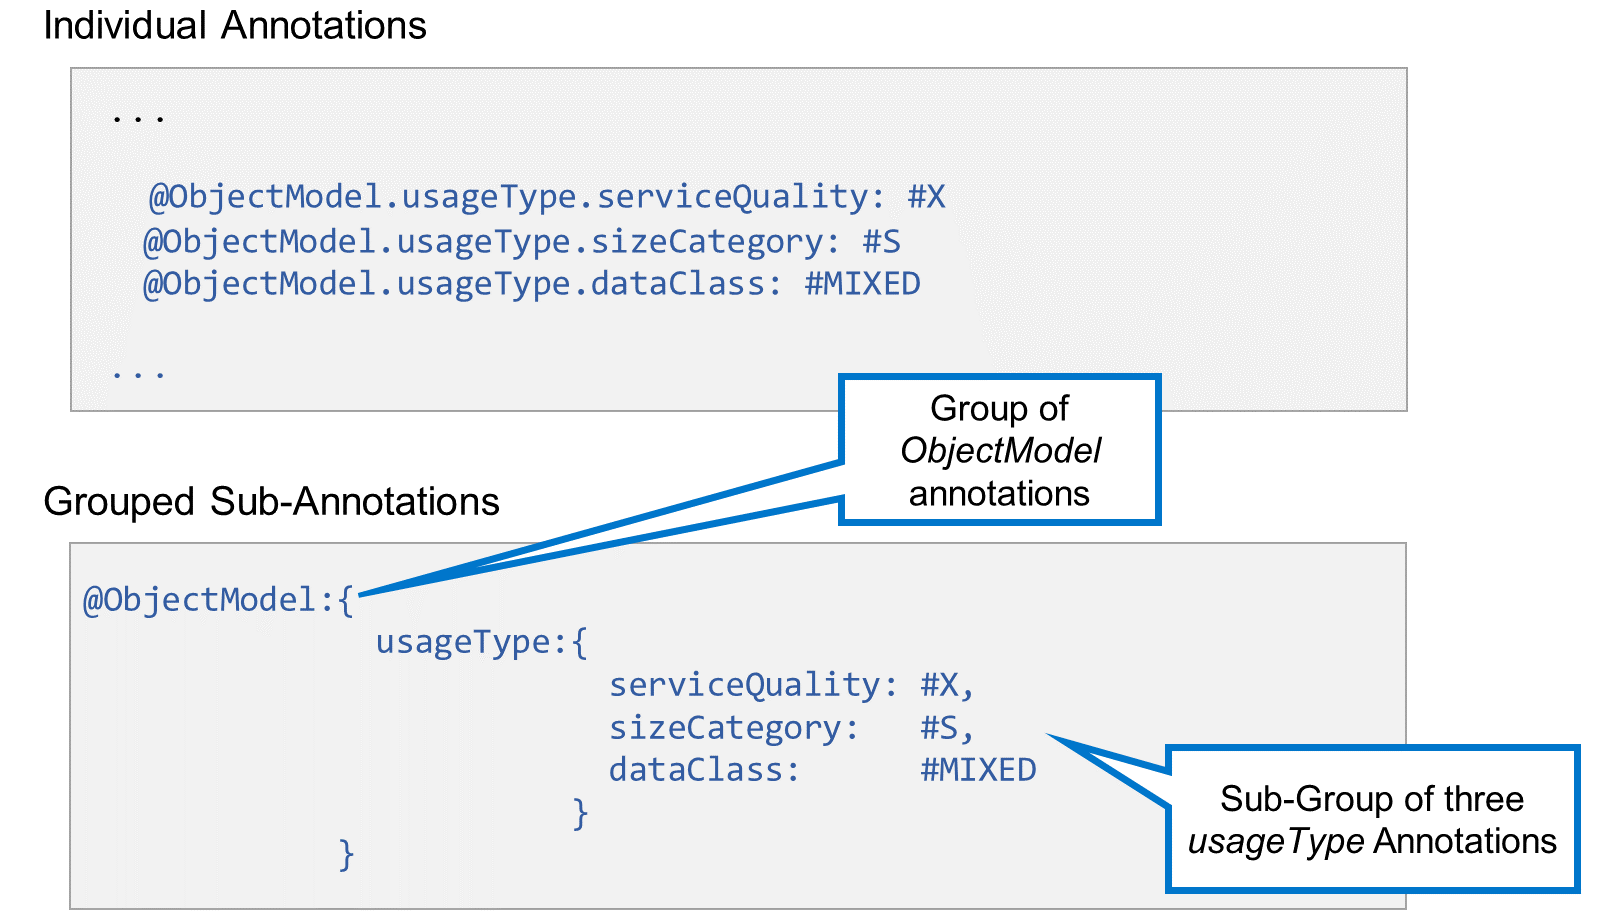 Individual Annotations
...
@ObjectModel.usageType.serviceQuality: #X
@ObjectModel.usageType.sizeCategory: #S
@ObjectModel.usageType.dataClass: #MIXED
...
Group of
ObjectModel
annotations
Grouped Sub-Annotations
@ObjectModel:{
usageType:{
serviceQuality: #X,
sizeCategory:   #S,
dataClass:      #MIXED
}
}
Sub-Group of three
usageType Annotations